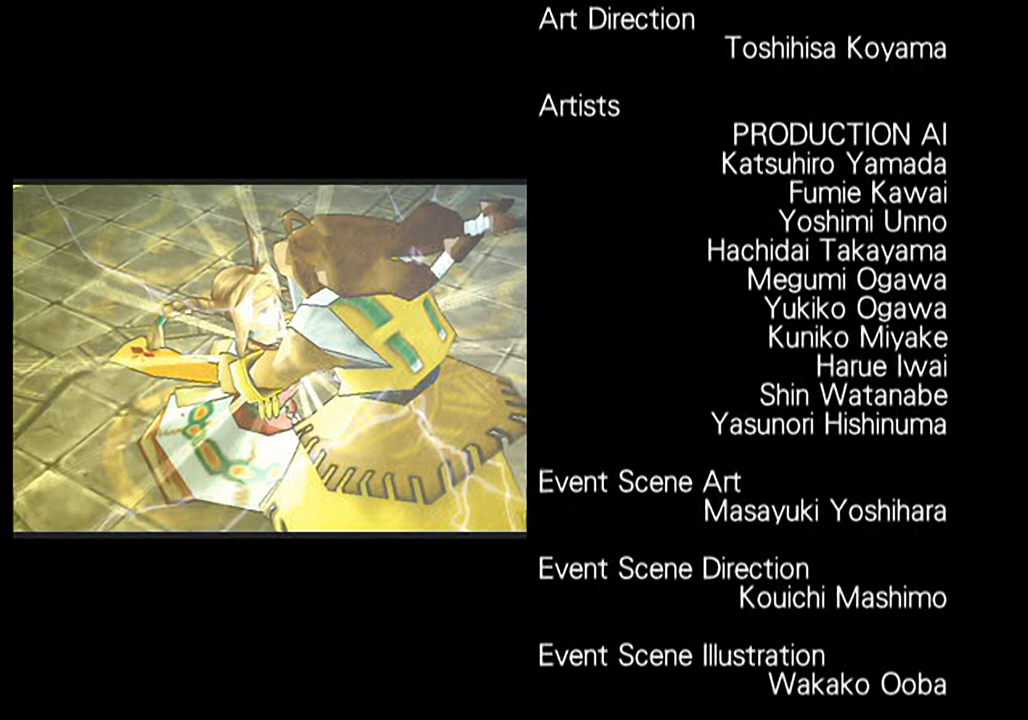 Art Direction
Toshihisa Koyama
Artists
PRODUCTION AI
Katsuhiro Yamada
Fumie Kawai
Yoshimi Unno
Hachidai Takayama
Megumi Ogawa
Yukiko Ogawa
Kuniko Miyake
Harue Iwai
Shin Watanabe
Yasunori Hishinuma
Event Scene Art
Masayuki Yoshihara
Event Scene Direction
Kouichi Mashimo
Event Scene Illustration
Wakako Ooba